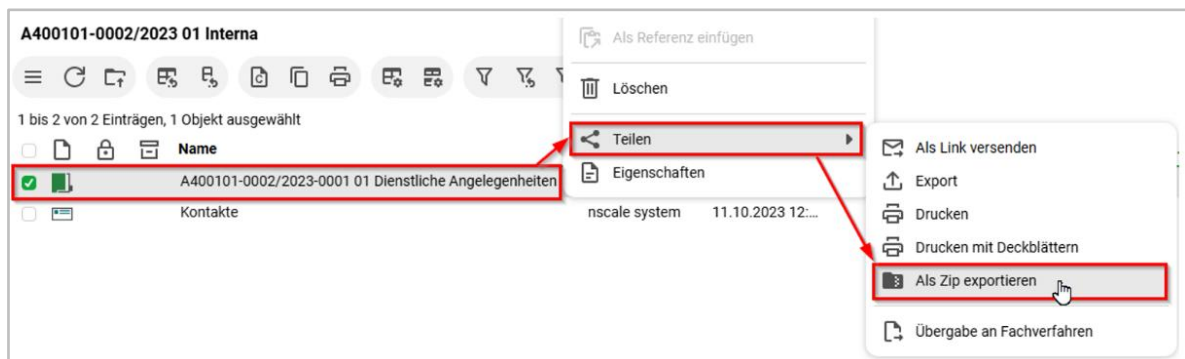 A400101-0002/2023 01 Interna
Als Referenz einfügen
Löschen
1 bis 2 von 2 Einträgen, 1 Objekt ausgewählt
Teilen
Name
Als Link versenden
A400101-0002/2023-0001 01 Dienstliche Angelegenheiten
Eigenschaften
Export
Kontakte
nscale system 11.10.2023 12:...
Drucken
Drucken mit Deckblättern
Als Zip exportieren
Übergabe an Fachverfahren